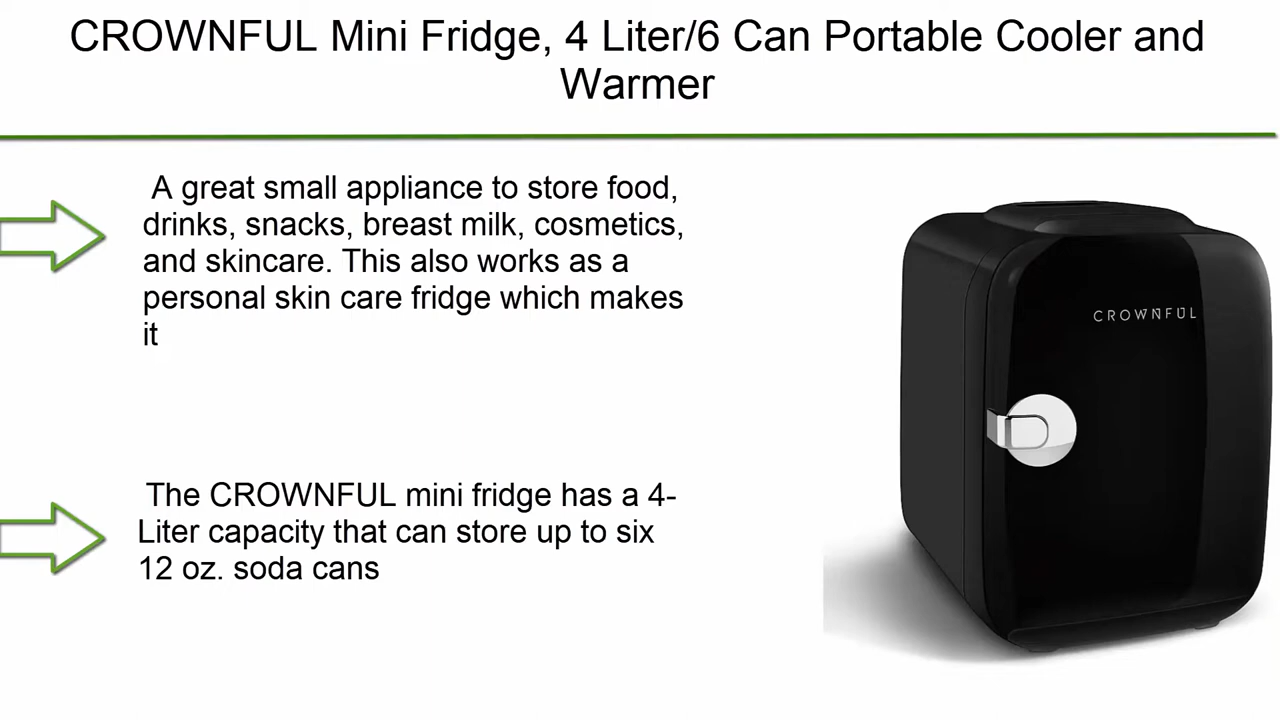 CROWNFUL Mini Fridge, 4 Liter/6 Can Portable Cooler and
Warmer
A great small appliance to store food,
drinks, snacks, breast milk, cosmetics,
and skincare. This also works as a
personal skin care fridge which makes
it
CROWNFUL
The CROWNFUL mini fridge has a 4-
Liter capacity that can store up to six
12 oz. soda cans